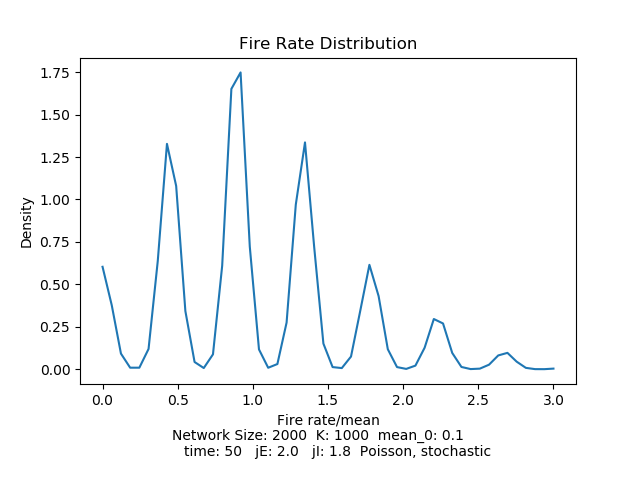 Fire Rate Distribution
1.75
1.50
1.25
1.00
0.75
0.50
0.25
0.00
Density
0.0 0.5 1.0 1.5 2.0 2.5 3.0
Fire rate/mean
Network Size: 2000 K: 1000 mean_0: 0.1
time: 50 jE: 2.0 jI: 1.8 Poisson, stochastic